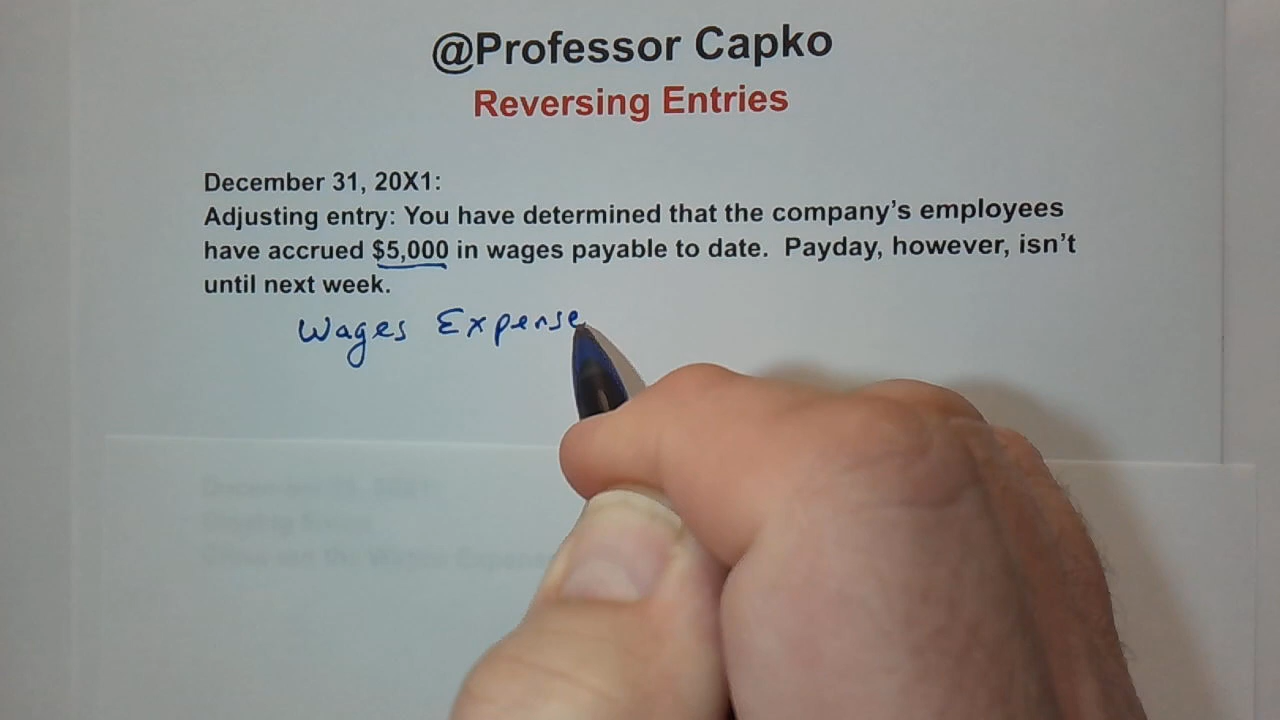 @Professor Capko
Reversing Entries
December 31, 20X1:
Adjusting entry: You have determined that the company’s employees
have accrued $5,000 in wages payable to date. Payday, however, isn’t
until next week.
Wages Expense